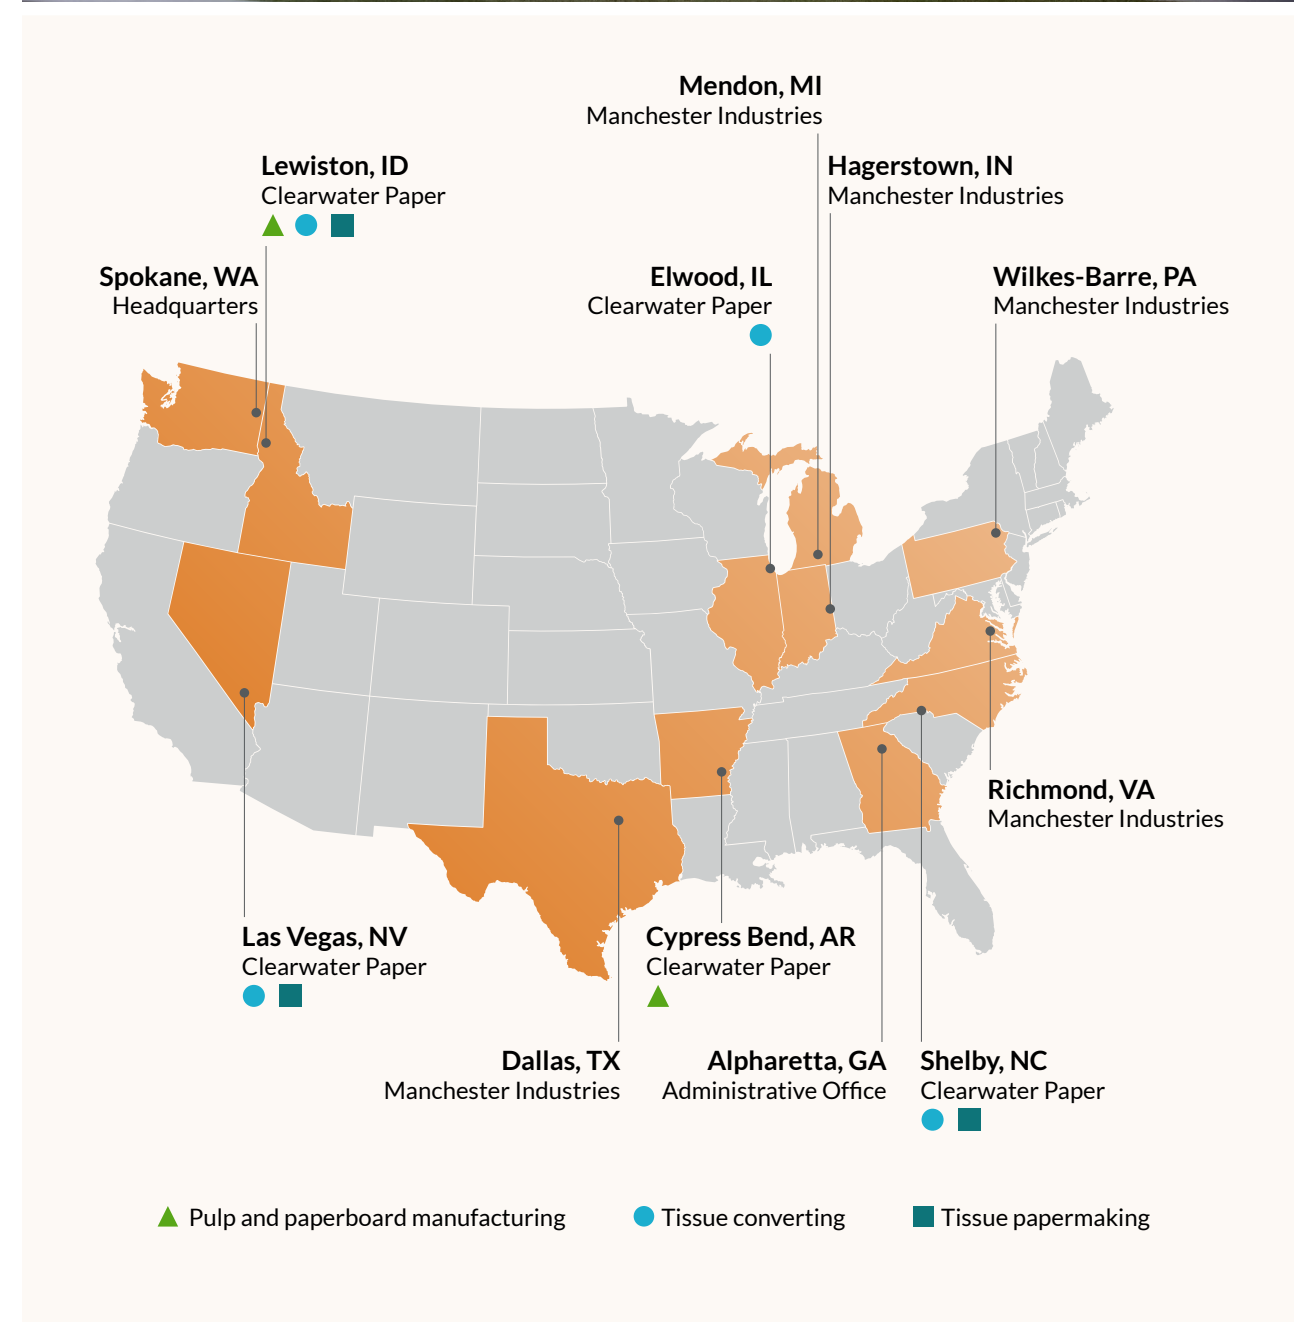 Mendon, MI
Manchester Industries
Lewiston, ID
Clearwater Paper
Hagerstown, IN
Manchester Industries
Spokane, WA
Headquarters
Elwood, IL
Clearwater Paper
Wilkes-Barre, PA
Manchester Industries
Richmond, VA
Manchester Industries
Las Vegas, NV
Clearwater Paper
Cypress Bend, AR
Clearwater Paper
Dallas, TX
Manchester Industries
Alpharetta, GA
Administrative Office
Shelby, NC
Clearwater Paper
Pulp and paperboard manufacturing
Tissue converting
Tissue papermaking